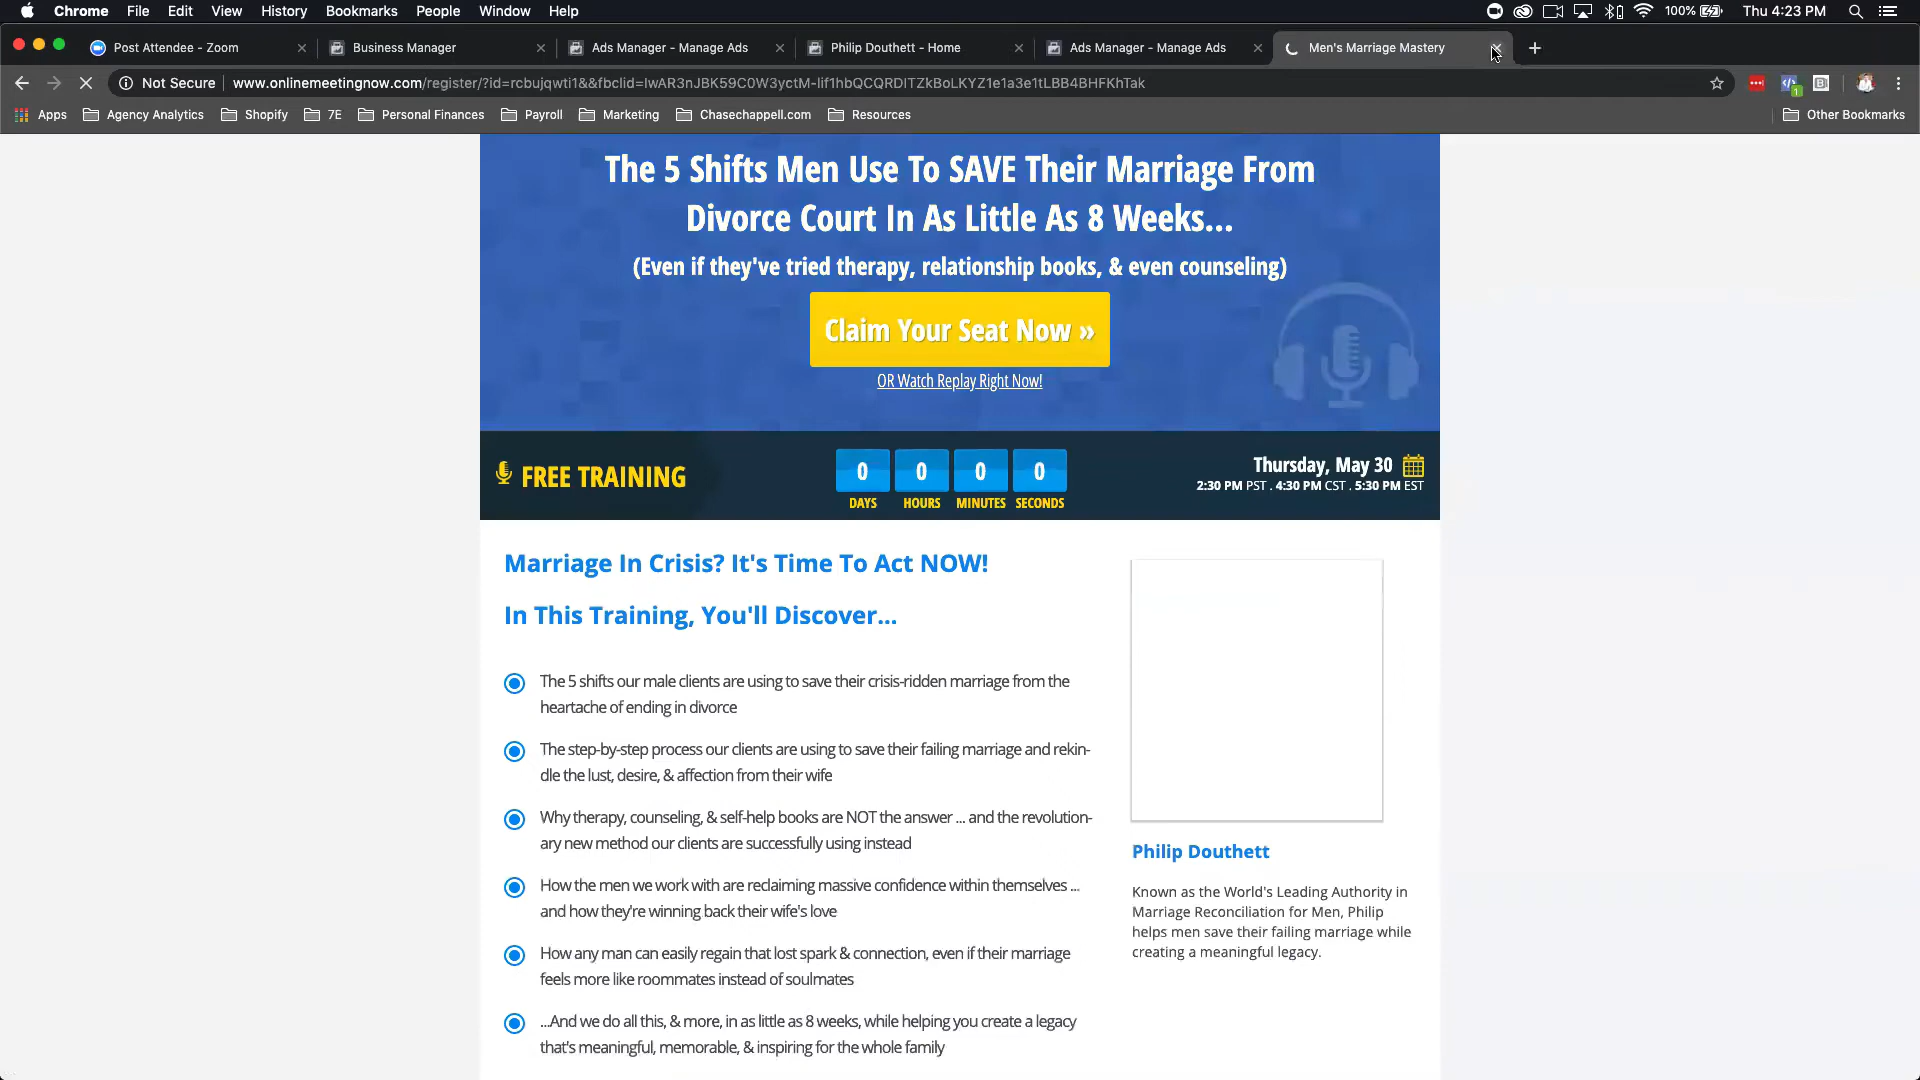 Chrome File Edit View History Bookmarks People Window Help 100% Thu 4:23 PM
Post Attendee - Zoom Business Manager Ads Manager - Manage Ads Philip Douthett - Home Ads Manager - Manage Ads Men's Marriage Mastery
Not Secure www.onlinemeetingnow.com/register/?id=rcbujqwti1&&fbclid=IwAR3nJBK59C0W3yctM-lif1hbQCQRDITZkBoLKYZ1e1a3e1tLBB4BHFKhTak
1
Apps Agency Analytics Shopify 7E Personal Finances Payroll Marketing Chasechappell.com Resources Other Bookmarks
The 5 Shifts Men Use To SAVE Their Marriage From
Divorce Court In As Little As 8 Weeks...
(Even if they've tried therapy, relationship books, & even counseling)
Claim Your Seat Now »
OR Watch Replay Right Now!
FREE TRAINING
0 0 0 0
DAYS HOURS MINUTES SECONDS
Thursday, May 30
2:30 PM PST . 4:30 PM CST . 5:30 PM EST
Marriage In Crisis? It's Time To Act NOW!
In This Training, You'll Discover...
The 5 shifts our male clients are using to save their crisis-ridden marriage from the
heartache of ending in divorce
The step-by-step process our clients are using to save their failing marriage and rekin-
dle the lust, desire, & affection from their wife
Why therapy, counseling, & self-help books are NOT the answer ... and the revolution-
ary new method our clients are successfully using instead
How the men we work with are reclaiming massive confidence within themselves ...
and how they're winning back their wife's love
How any man can easily regain that lost spark & connection, even if their marriage
feels more like roommates instead of soulmates
...And we do all this, & more, in as little as 8 weeks, while helping you create a legacy
that's meaningful, memorable, & inspiring for the whole family
Philip Douthett
Known as the World's Leading Authority in
Marriage Reconciliation for Men, Philip
helps men save their failing marriage while
creating a meaningful legacy.